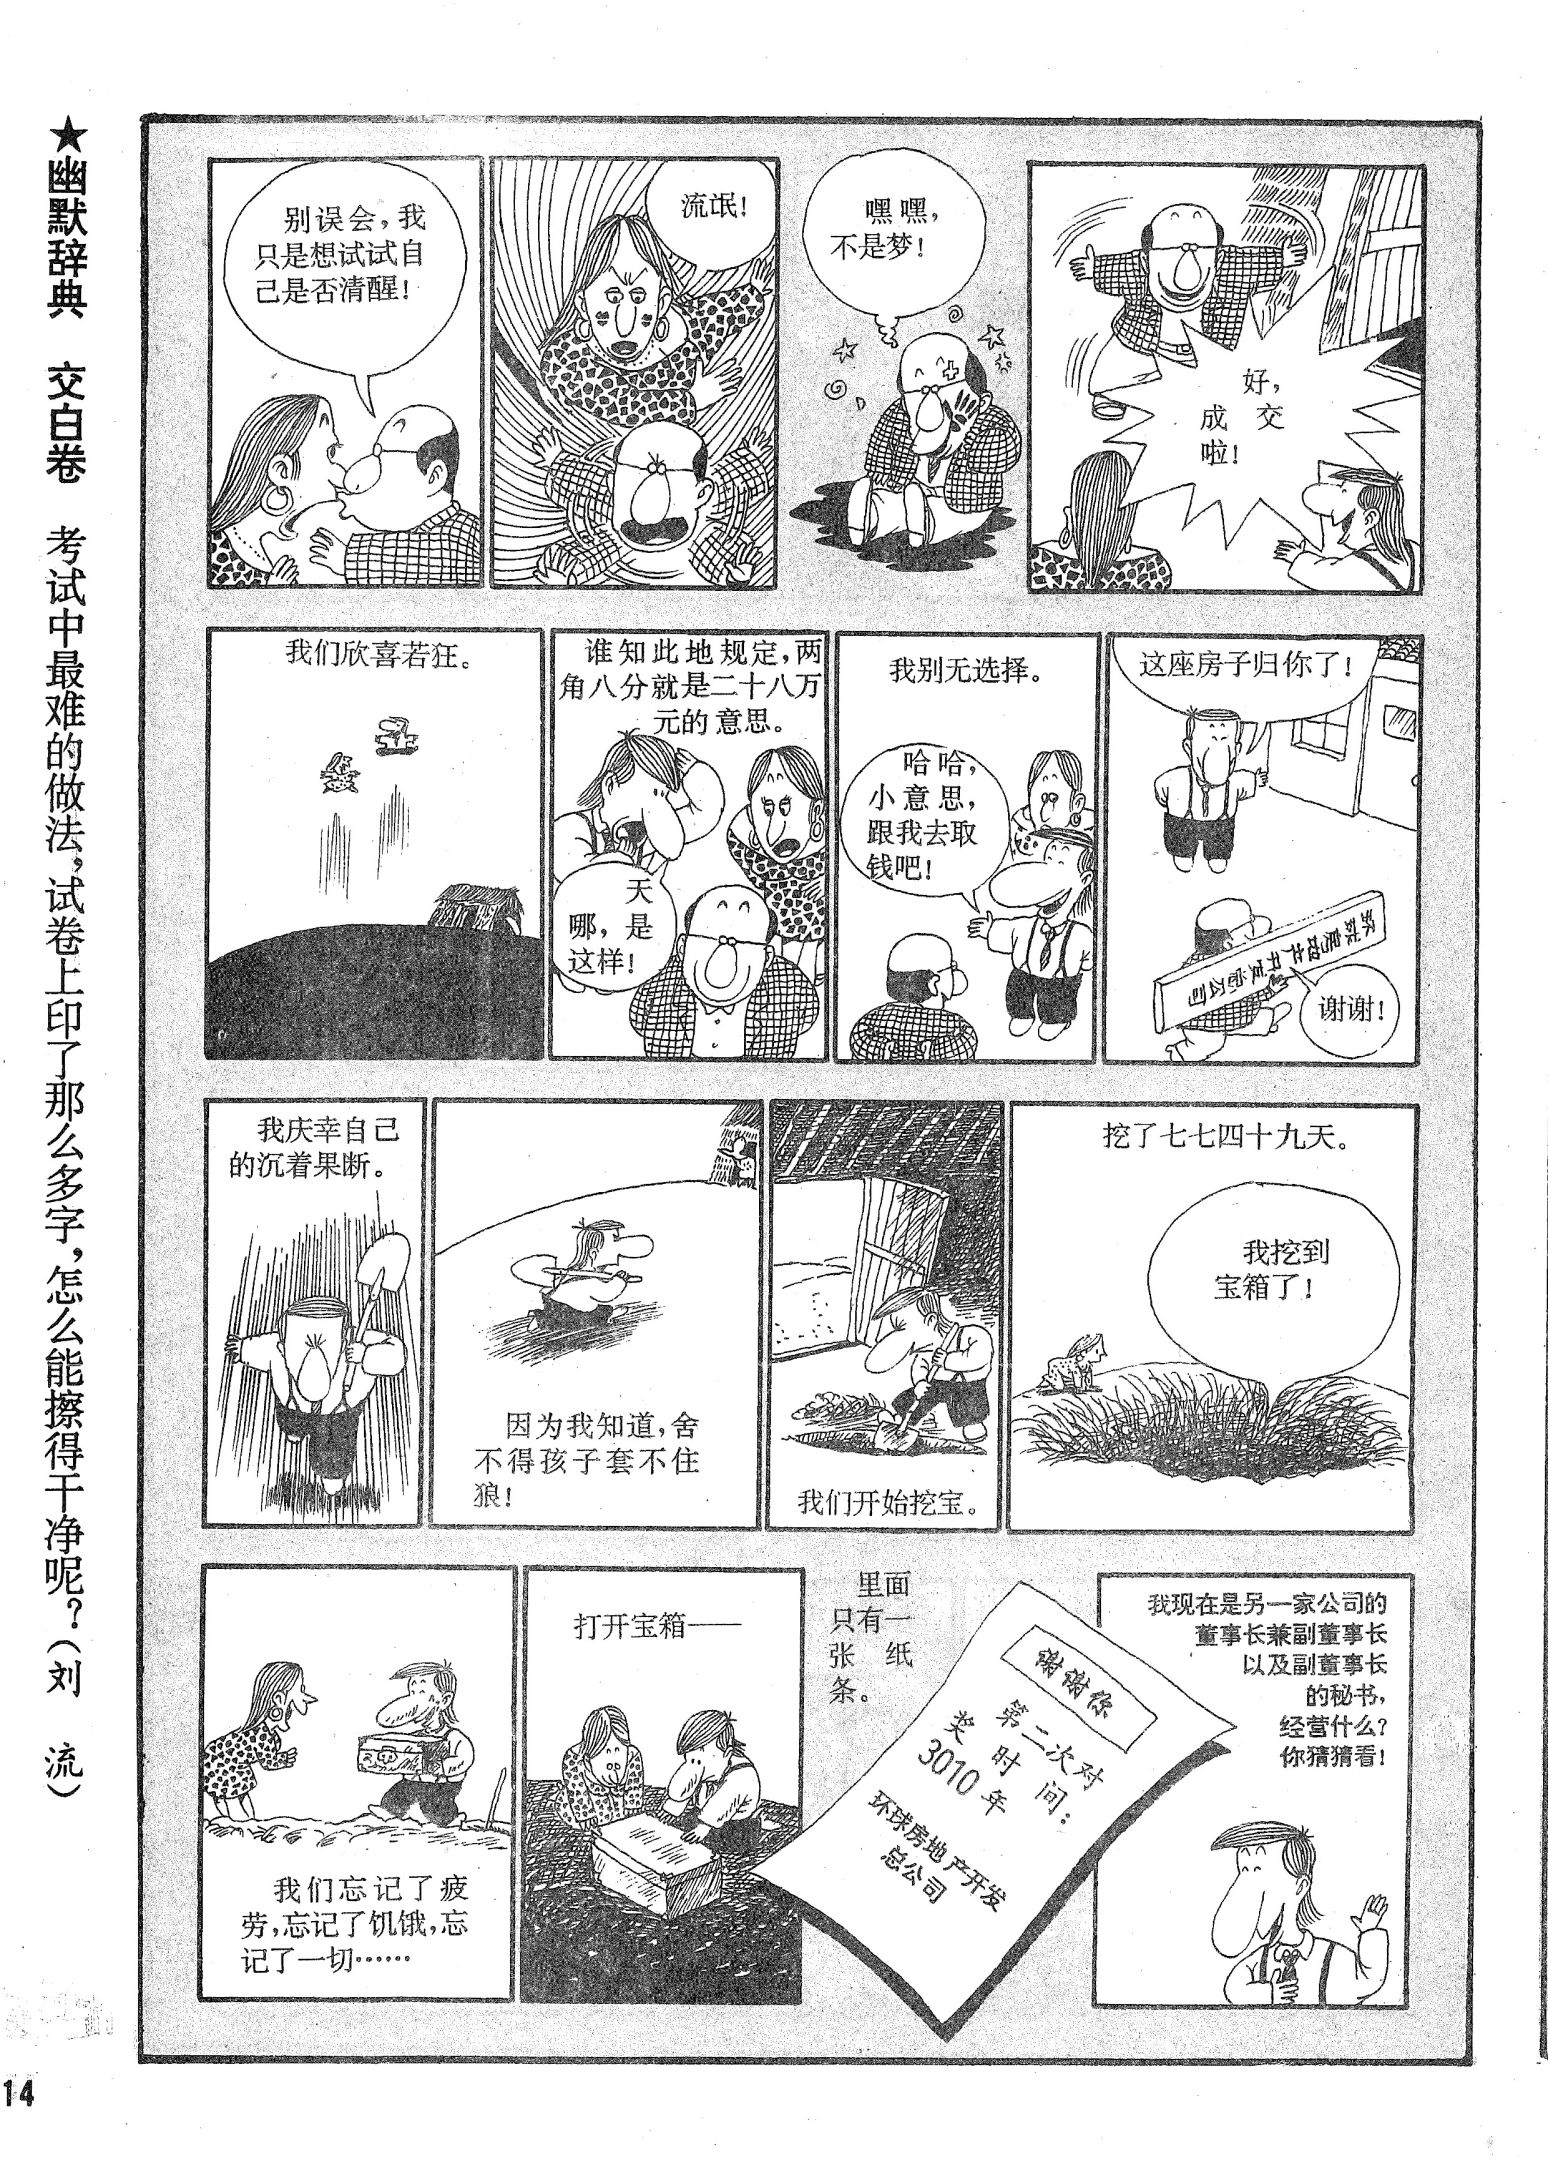 ★幽默辞典 交白卷 考试中最难的做法,试卷上印了那么多字,怎么能擦得干净呢?(刘 流)
别误会,我
只是想试试自
己是否清醒!
流氓!
嘿嘿,
不是梦!
好,
成交
啦!
我们欣喜若狂。
谁知此地规定,两
角八分就是二十八万
元的意思。
天
哪,是
这样!
我别无选择。
哈哈,
小意思,
跟我去取
钱吧!
这座房子归你了!
环球房地产开发总公司
谢谢!
我庆幸自己
的沉着果断。
因为我知道,舍
不得孩子套不住
狼!
我们开始挖宝。
挖了七七四十九天。
我挖到
宝箱了!
我们忘记了疲
劳,忘记了饥饿,忘
记了一切……
打开宝箱——
里面
只有一
张纸
条。
谢谢你
第二次对
奖时间:
3010年
环球房地产开发
总公司
我现在是另一家公司的
董事长兼副董事长
以及副董事长
的秘书,
经营什么?
你猜猜看!
14